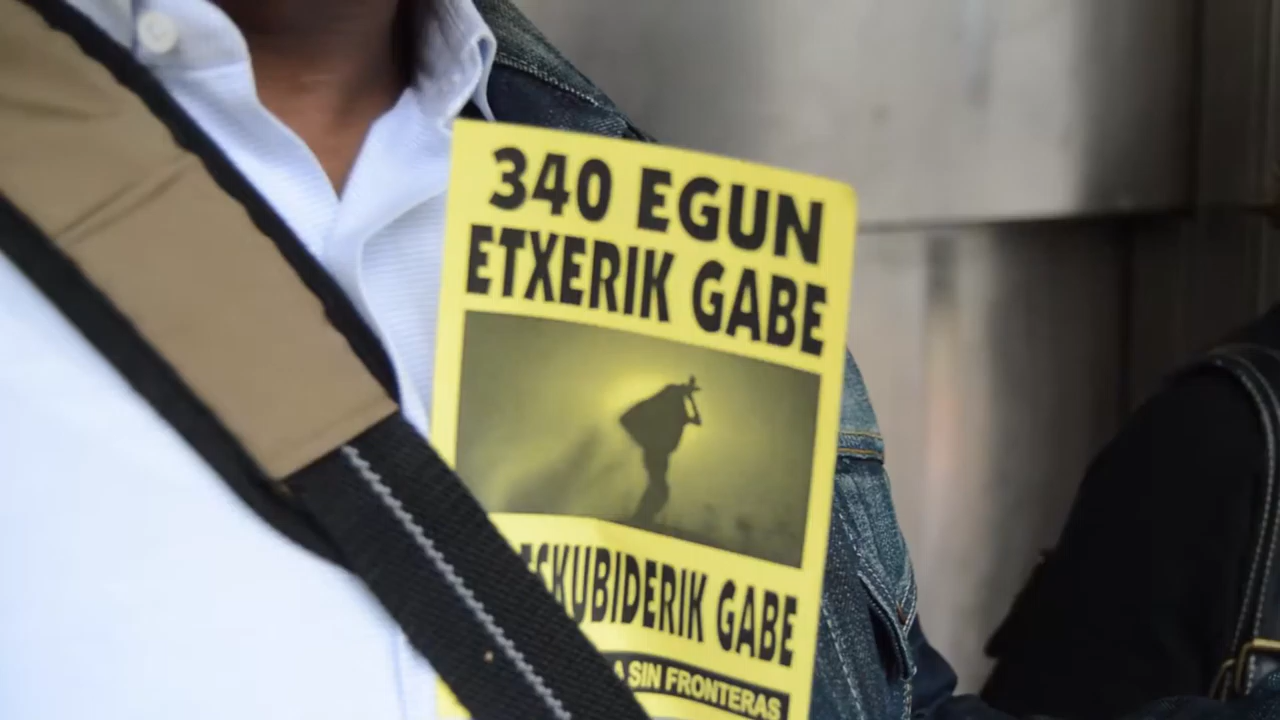 340 EGUN
ETXERIK GABE
ESKUBIDERIK GABE
A SIN FRONTERAS